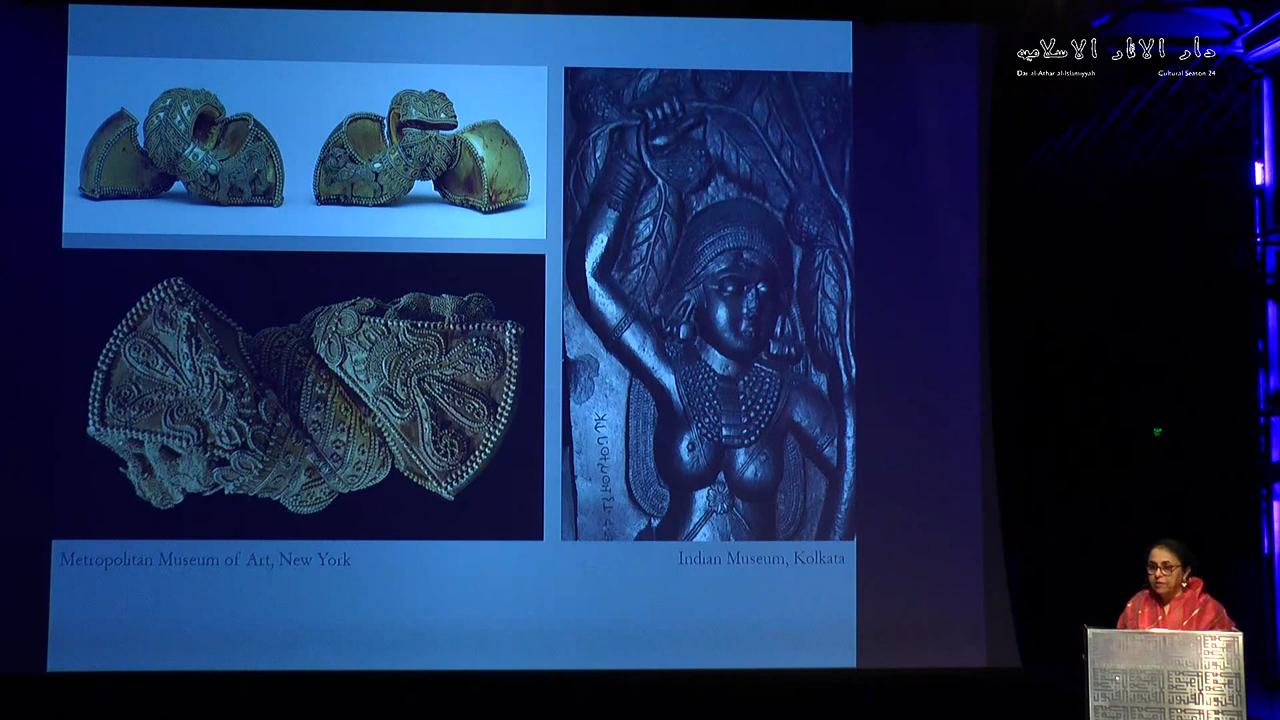 دار الآثار الاسلاميه
Dar al-Athar al-Islamiyyah
Cultural Season 24
Metropolitan Museum of Art, New York
Indian Museum, Kolkata